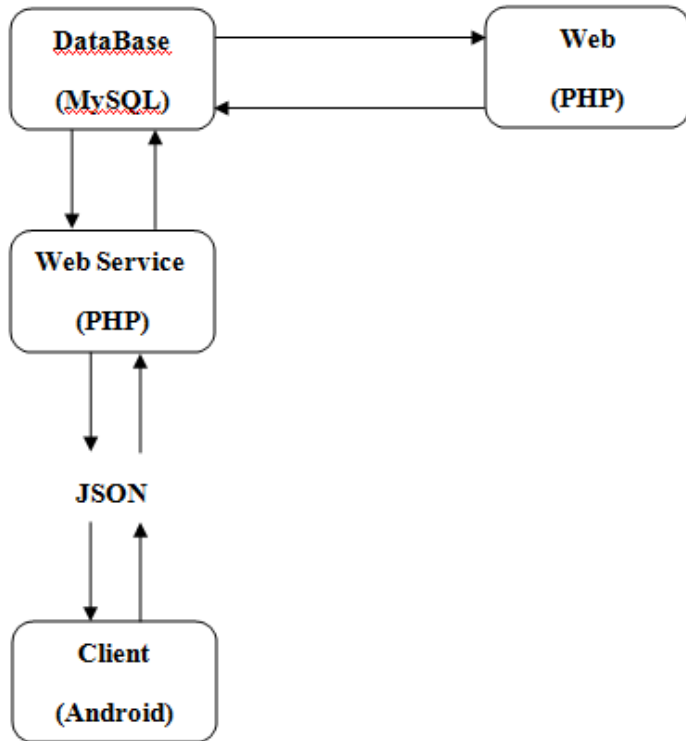 DataBase
(MySQL)
Web
(PHP)
Web Service
(PHP)
JSON
Client
(Android)